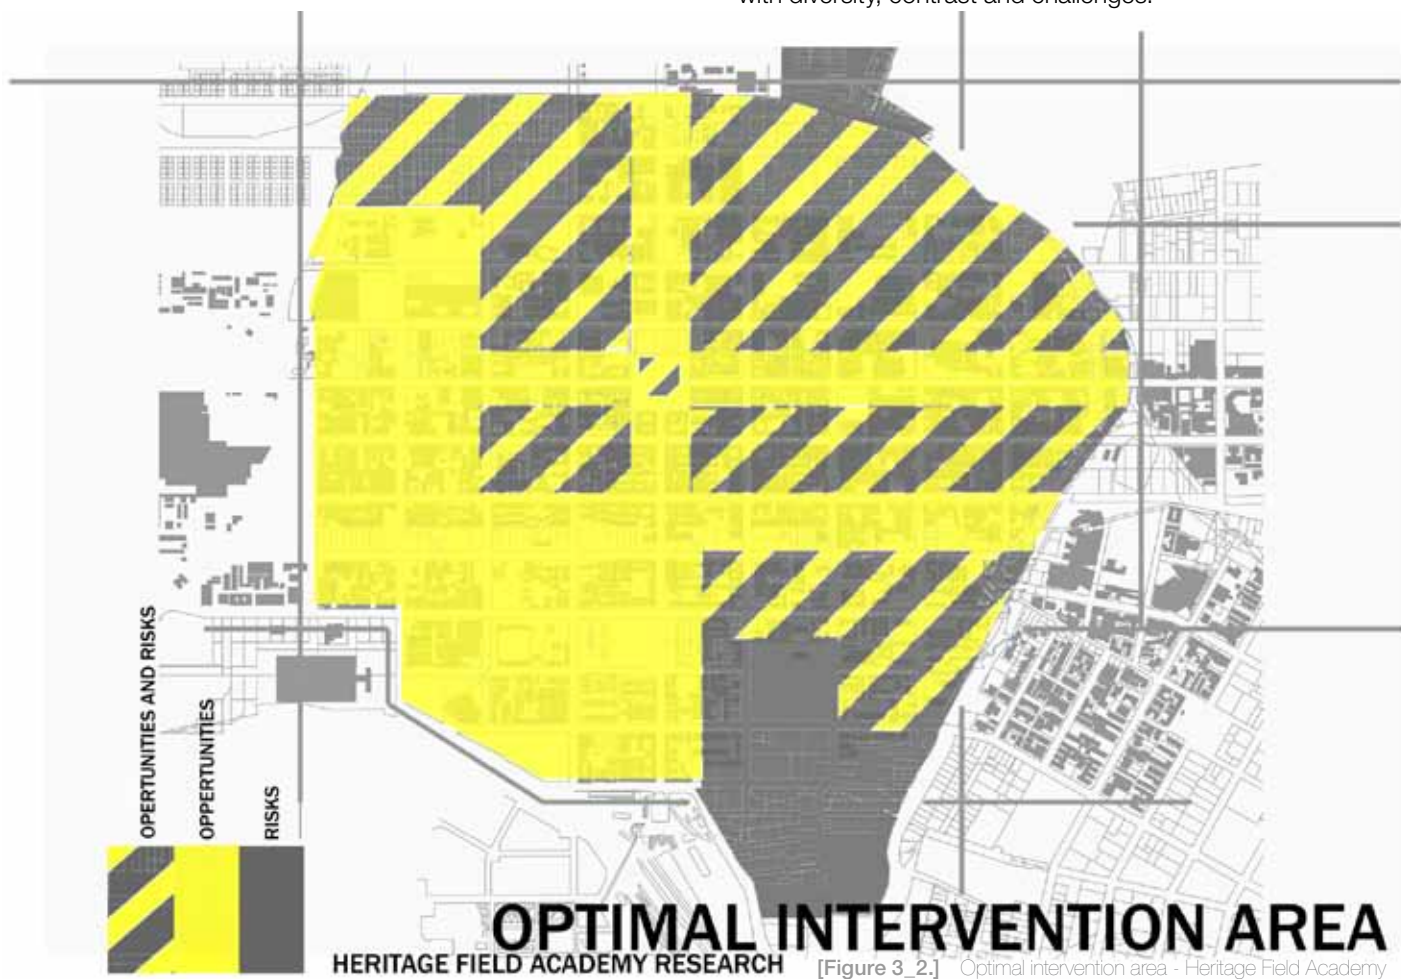 with diversity, contrast and challenges.
OPERTUNITIES AND RISKS
OPPERTUNITIES
RISKS
OPTIMAL INTERVENTION AREA
HERITAGE FIELD ACADEMY RESEARCH
[Figure 3_2.] Optimal intervention area - Heritage Field Academy